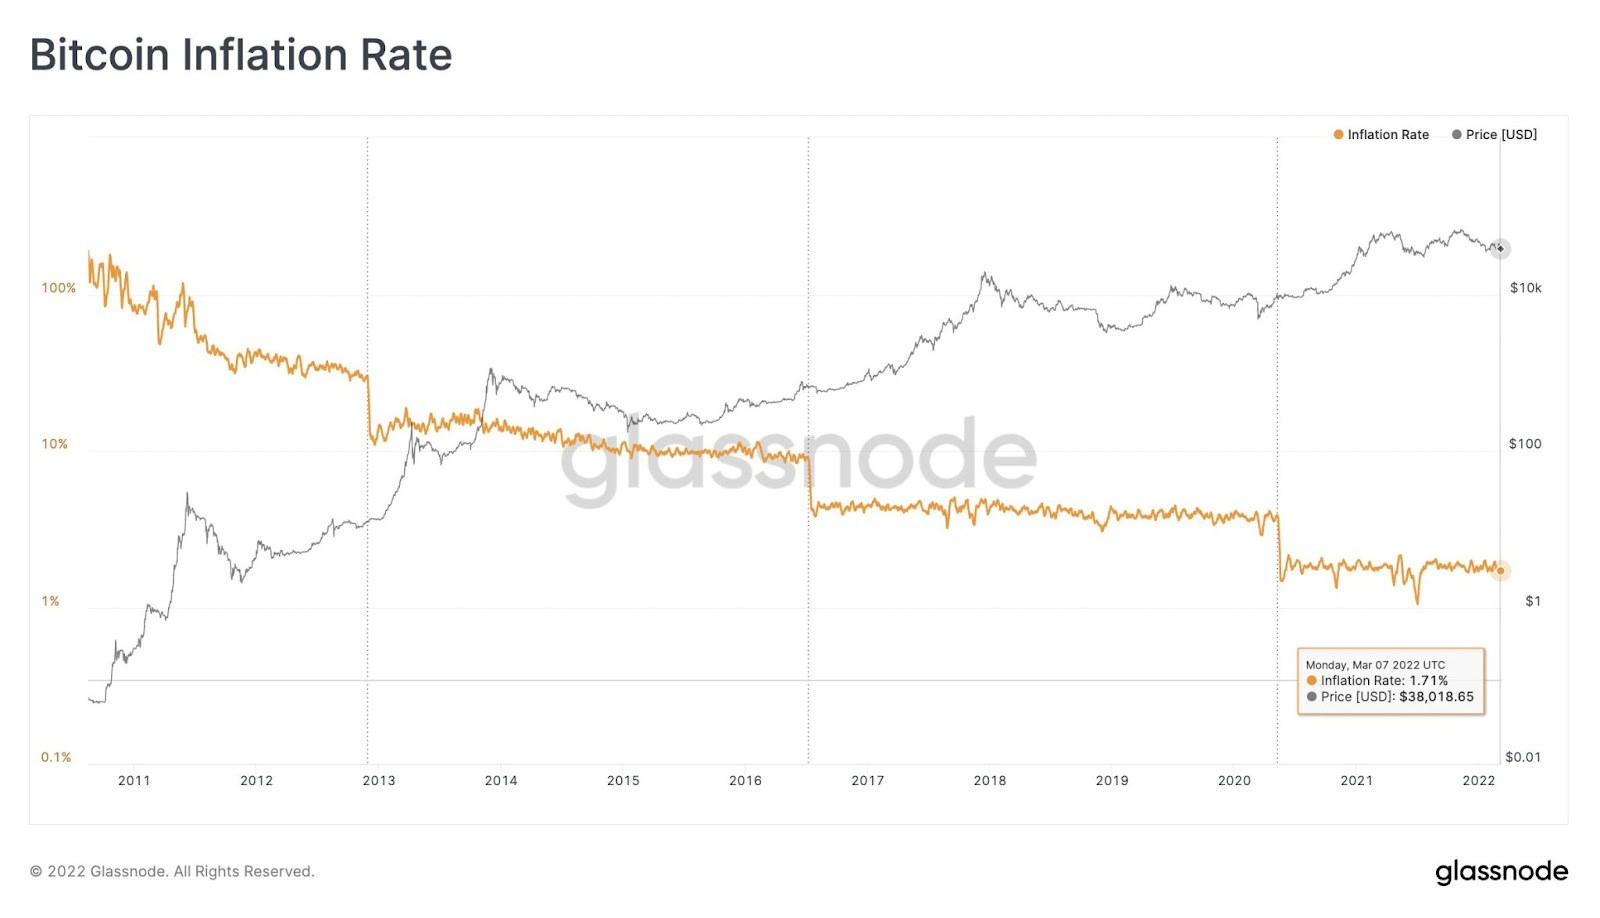 Bitcoin Inflation Rate
Inflation Rate Price [USD]
100% $10k
10% $100
1% $1
0.1% $0.01
glassnode
Monday, Mar 07 2022 UTC
Inflation Rate: 1.71%
Price [USD]: $38,018.65
2011 2012 2013 2014 2015 2016 2017 2018 2019 2020 2021 2022
© 2022 Glassnode. All Rights Reserved.
glassnode